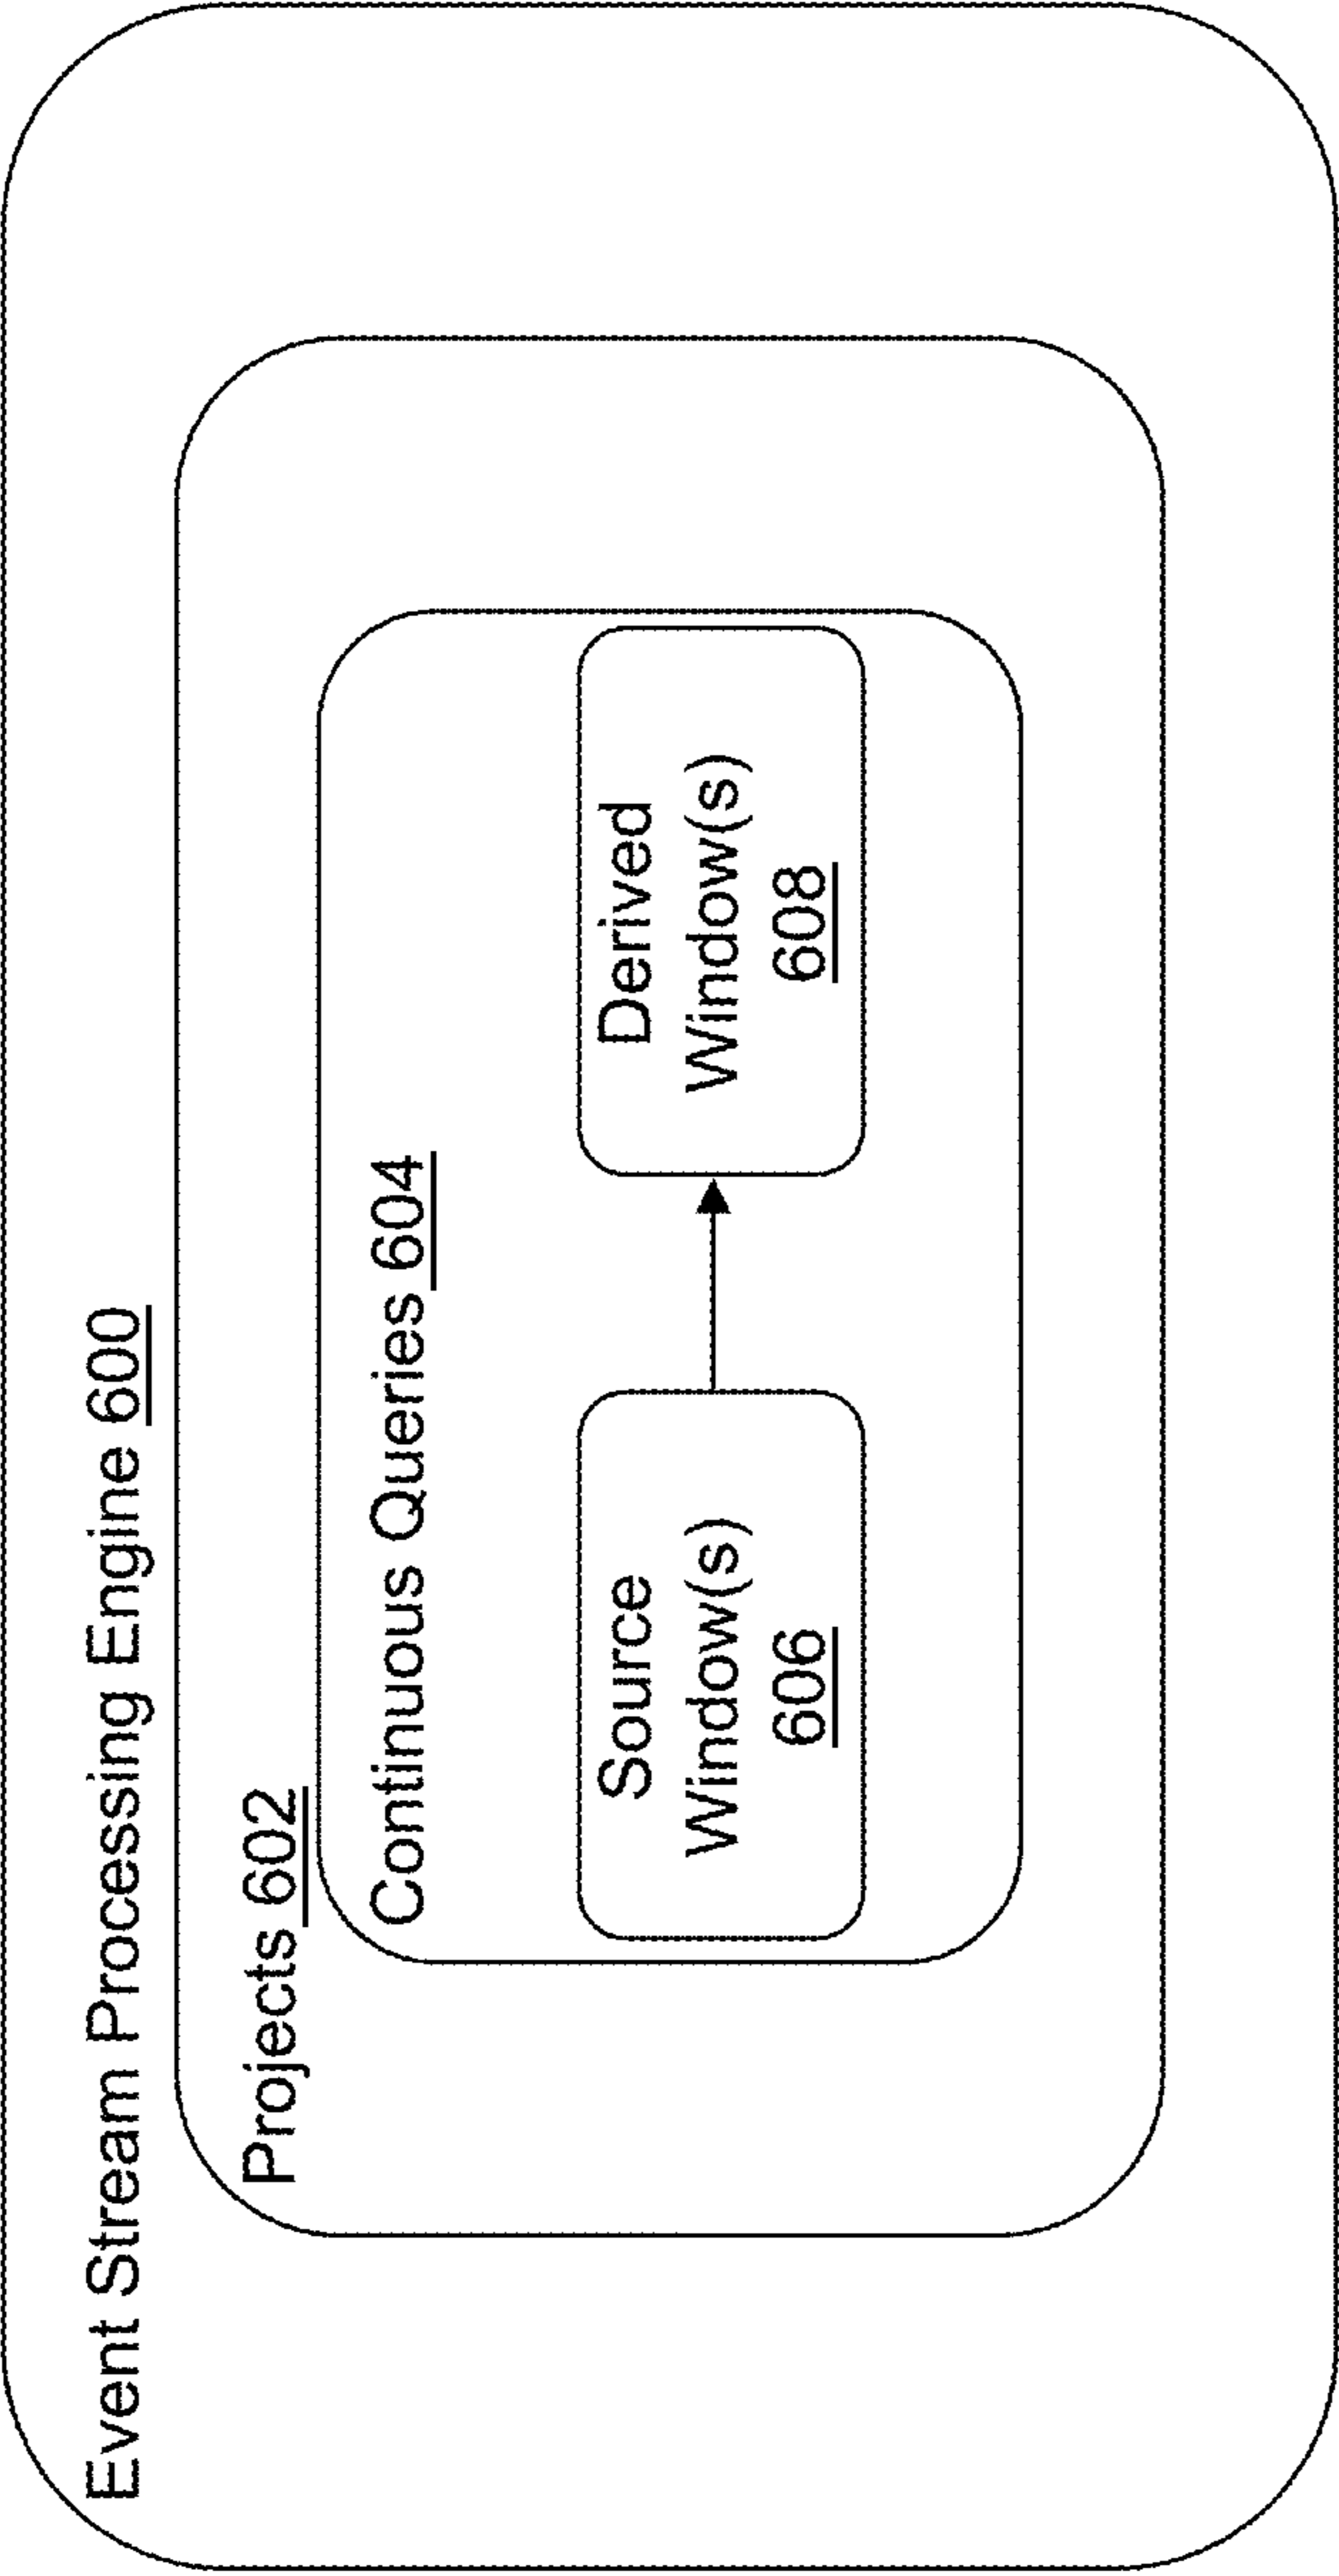 Event Stream Processing Engine 600
Projects 602
Continuous Queries 604
Source
Window(s)
606
Derived
Window(s)
608